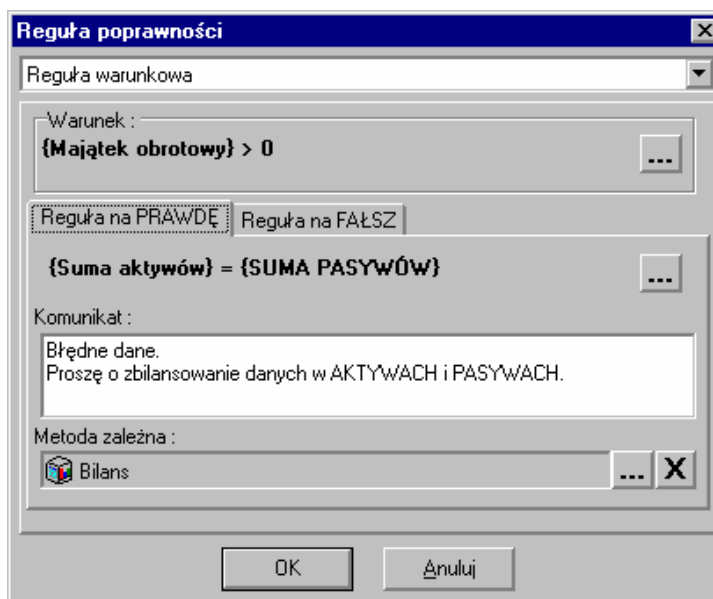 Reguła poprawności
Reguła warunkowa
Warunek :
{Majątek obrotowy} > 0
...
Reguła na PRAWDĘ
Reguła na FAŁSZ
{Suma aktywów} = {SUMA PASYWÓW}
...
Komunikat :
Błędne dane.
Proszę o zbilansowanie danych w AKTYWACH i PASYWACH.
Metoda zależna :
Bilans
... X
OK
Anuluj